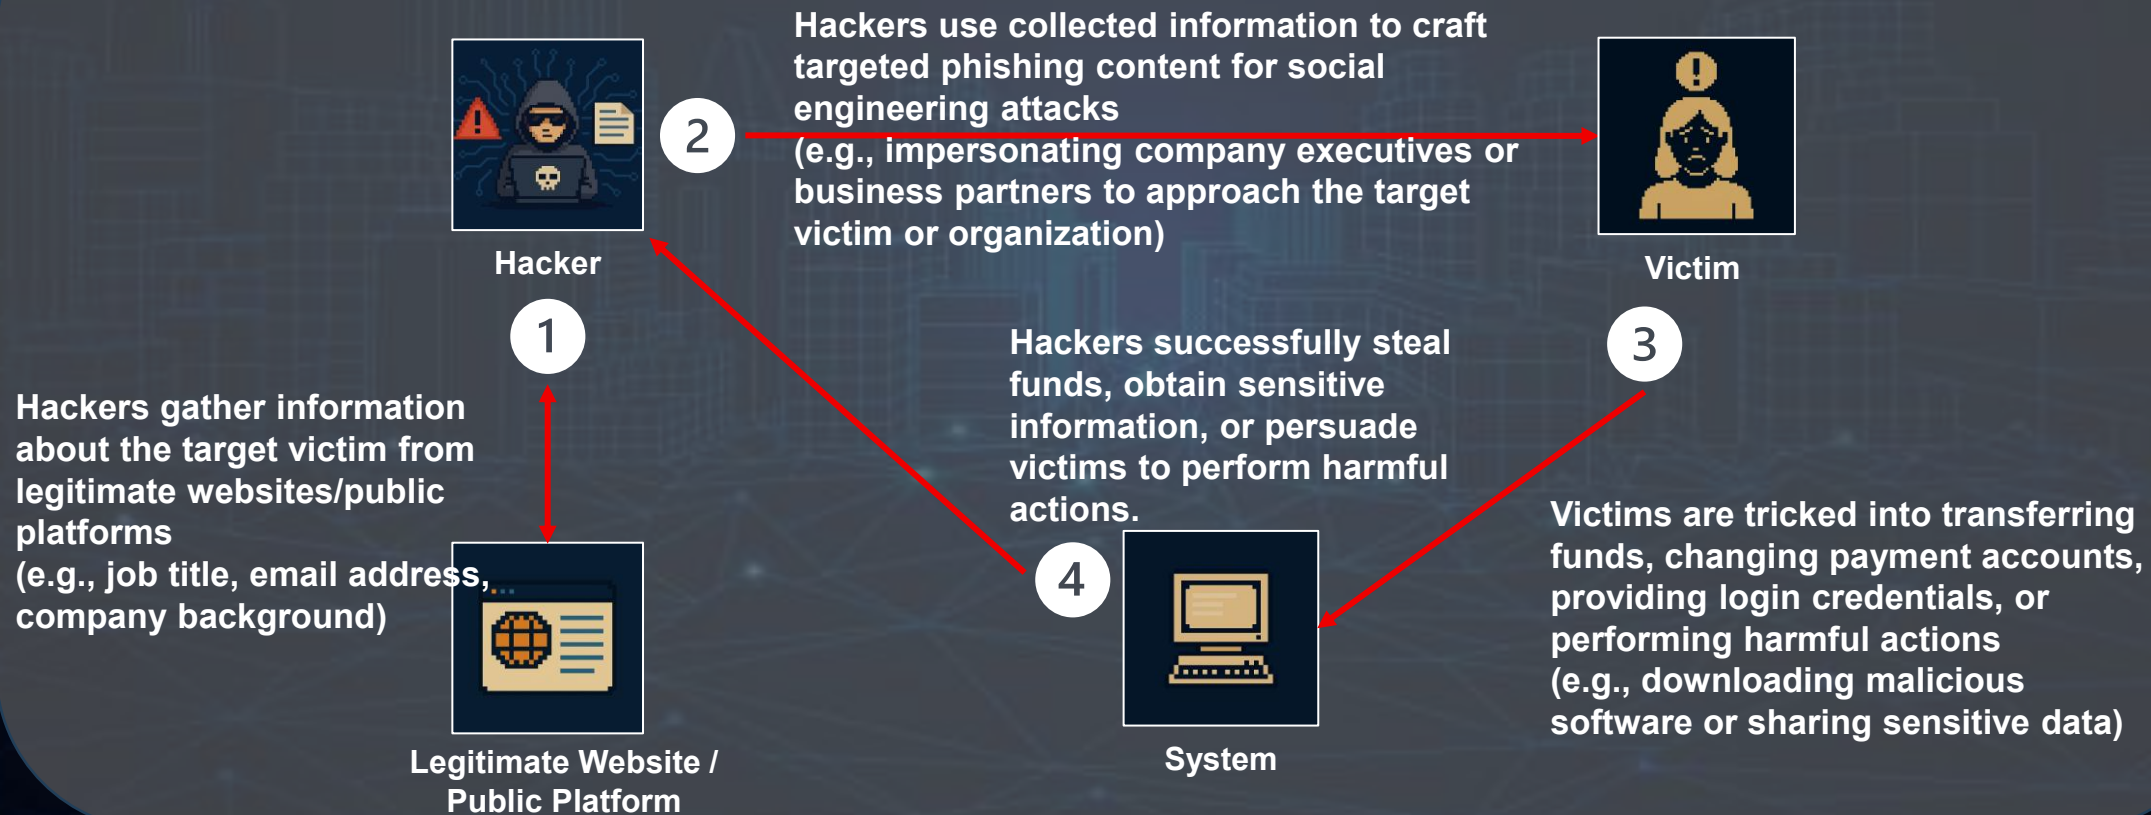 Hackers use collected information to craft
targeted phishing content for social
engineering attacks
(e.g., impersonating company executives or
business partners to approach the target
victim or organization)
2
Hacker
Victim
1
3
Hackers gather information
about the target victim from
legitimate websites/public
platforms
(e.g., job title, email address,
company background)
Hackers successfully steal
funds, obtain sensitive
information, or persuade
victims to perform harmful
actions.
4
Victims are tricked into transferring
funds, changing payment accounts,
providing login credentials, or
performing harmful actions
(e.g., downloading malicious
software or sharing sensitive data)
Legitimate Website /
Public Platform
System